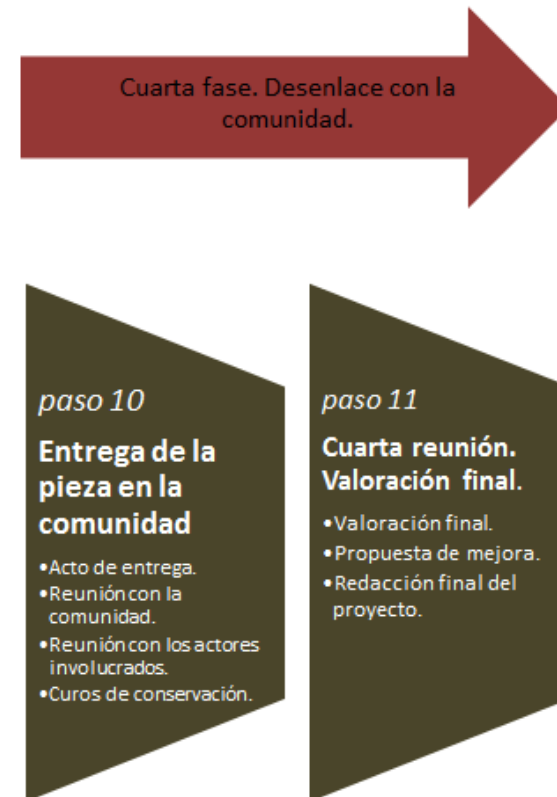 Cuarta fase. Desenlace con la
comunidad.
paso 10
Entrega de la
pieza en la
comunidad
•Acto de entrega.
•Reunión con la
comunidad.
•Reunión con los actores
involucrados.
•Curos de conservación.
paso 11
Cuarta reunión.
Valoración final.
•Valoración final.
•Propuesta de mejora.
•Redacción final del
proyecto.